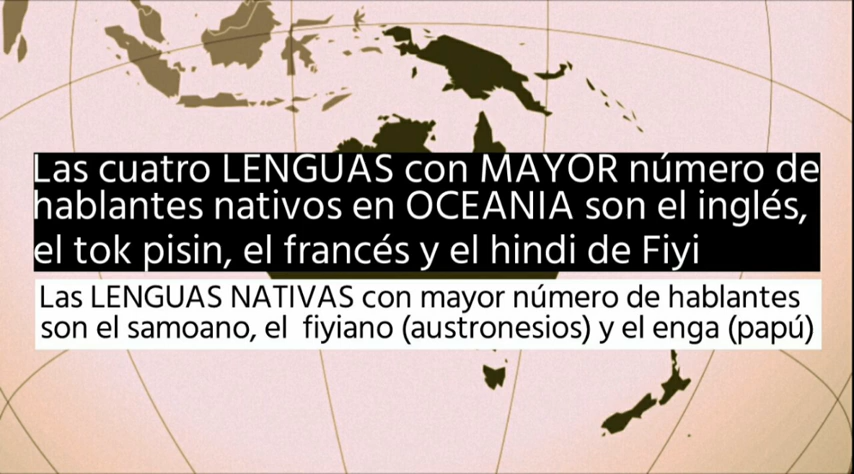 Las cuatro LENGUAS con MAYOR número de
hablantes nativos en OCEANIA son el inglés,
el tok pisin, el francés y el hindi de Fiyi
Las LENGUAS NATIVAS con mayor número de hablantes
son el samoano, el fiyiano (austronesios) y el enga (papú)